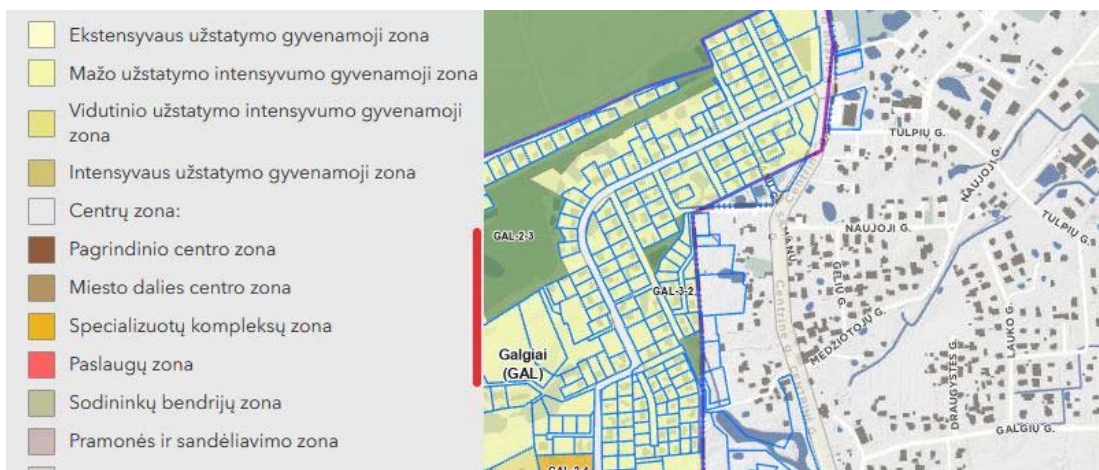 Ekstensyvaus užstatymo gyvenamoji zona
Mažo užstatymo intensyvumo gyvenamoji zona
Vidutinio užstatymo intensyvumo gyvenamoji
zona
Intensyvaus užstatymo gyvenamoji zona
Centrų zona:
Pagrindinio centro zona
Miesto dalies centro zona
Specializuotų kompleksų zona
Paslaugų zona
Sodininkų bendrijų zona
Pramonės ir sandėliavimo zona
TULPIŲ G.
NAUJOJI G.
TULPIŲ G.
NAUJOJI G.
GAL-2-3
GĖLIŲ G.
GAL-3-2
MEDŽIOTOJŲ G.
Galgiai
(GAL)
DRAUGYSTĖS G.
LAUKO G.
GALGIŲ G.